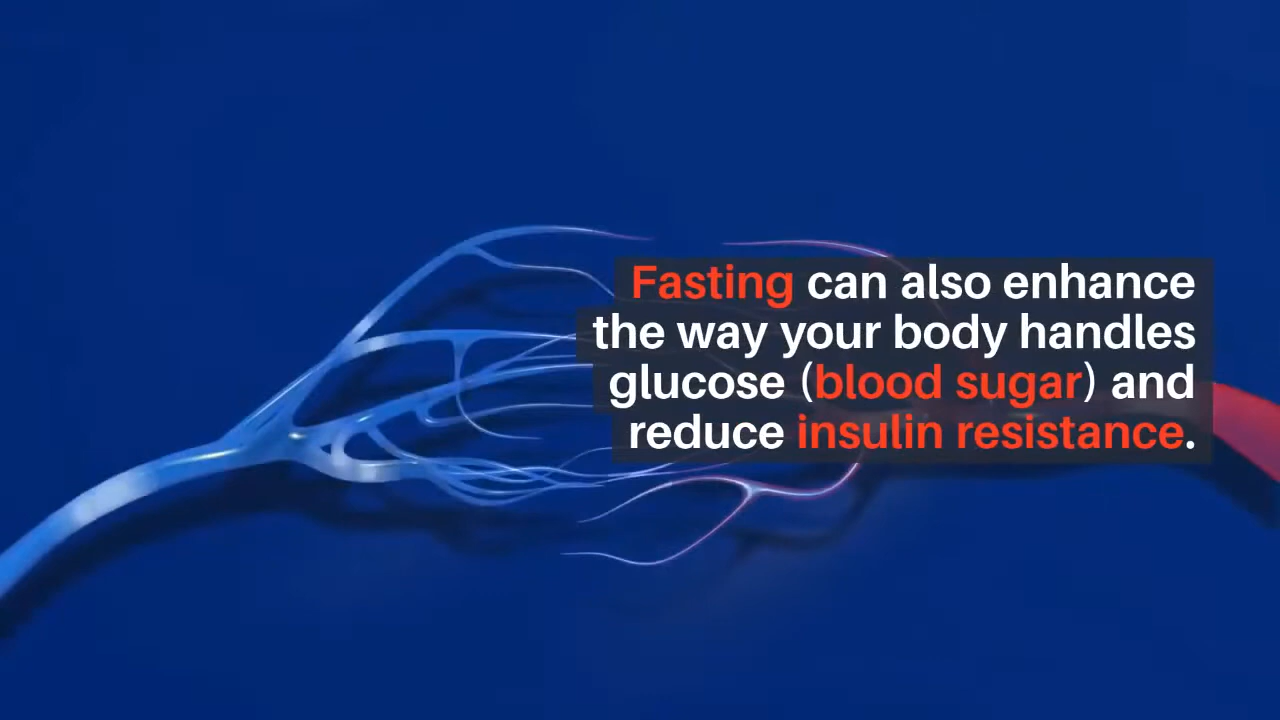 Fasting can also enhance
the way your body handles
glucose (blood sugar) and
reduce insulin resistance.